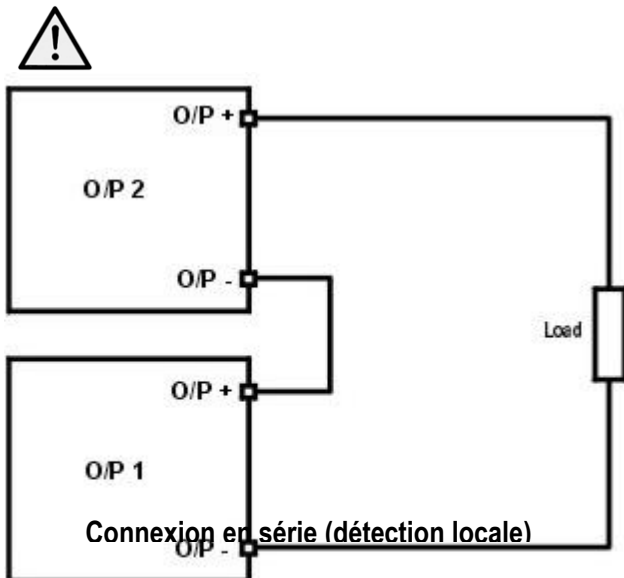 !
O/P +
O/P 2
O/P -
Load
O/P +
O/P 1
Connexion en série (détection locale)
O/P -